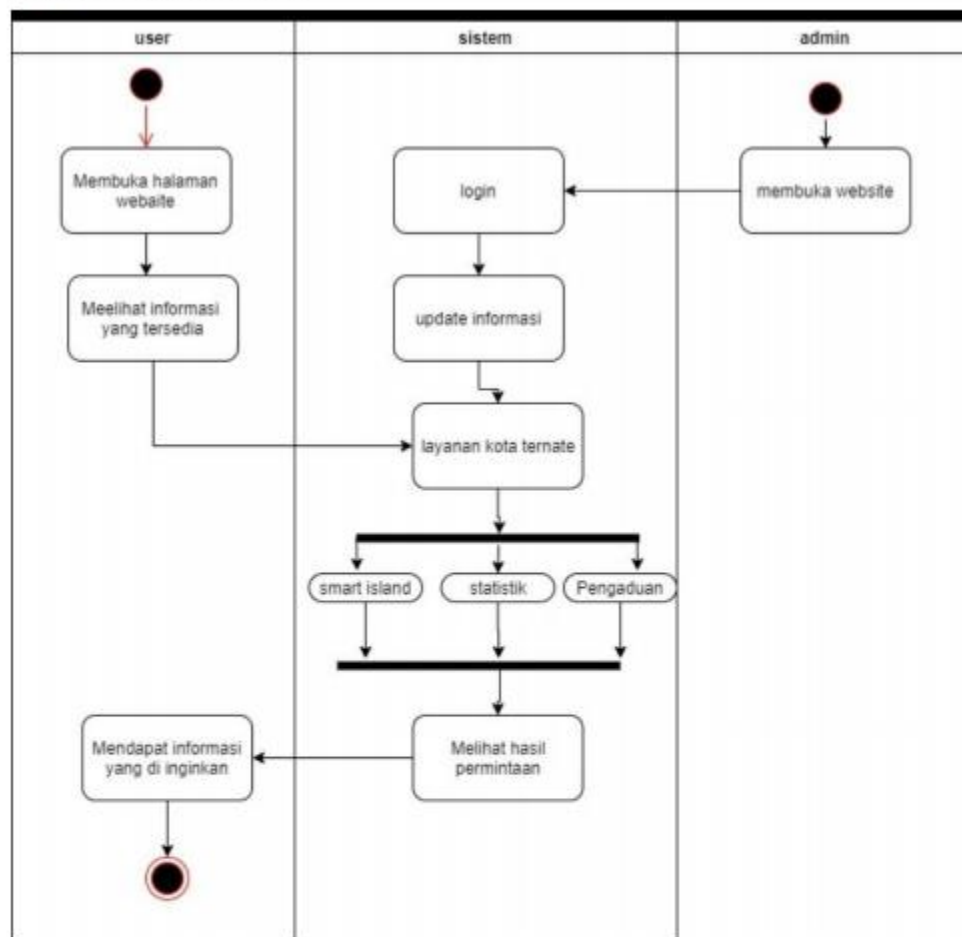 user
sistem
admin
Membuka halaman
webaite
login
membuka website
Meelihat informasi
yang tersedia
update informasi
layanan kota ternate
smart island
statistik
Pengaduan
Mendapat informasi
yang di inginkan
Melihat hasil
permintaan